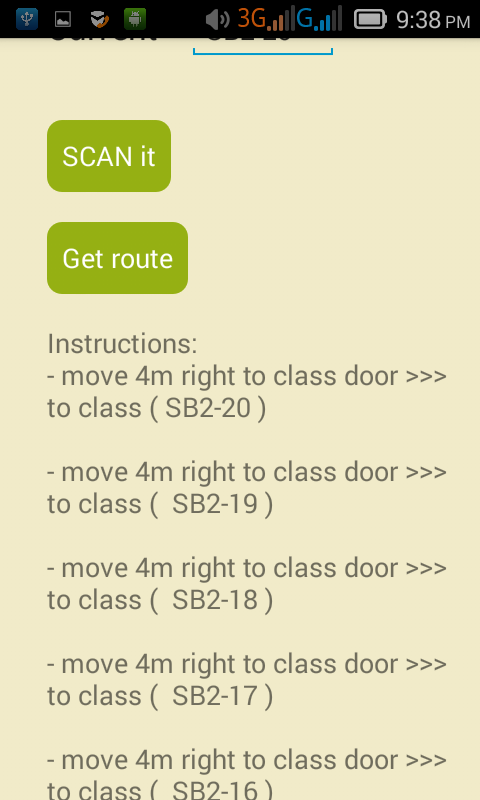 3G G 9:38 PM
SCAN it
Get route
Instructions:
- move 4m right to class door >>>
to class ( SB2-20 )
- move 4m right to class door >>>
to class (  SB2-19 )
- move 4m right to class door >>>
to class (  SB2-18 )
- move 4m right to class door >>>
to class (  SB2-17 )
- move 4m right to class door >>>
to class (  SB2-16 )